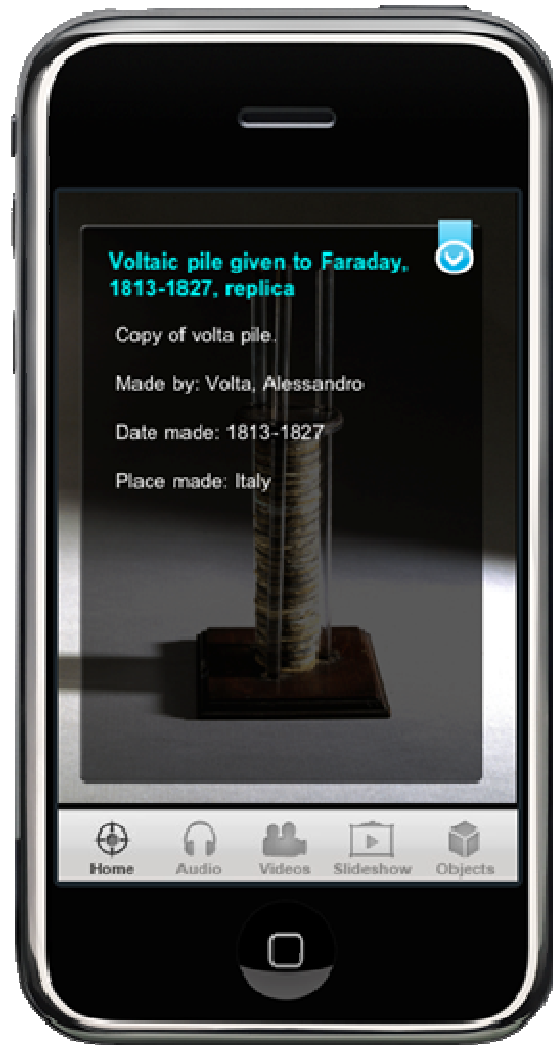 Voltaic pile given to Faraday,
1813-1827, replica
Copy of volta pile.
Made by: Volta, Alessandro
Date made: 1813-1827
Place made: Italy
Home Audio Videos Slideshow Objects